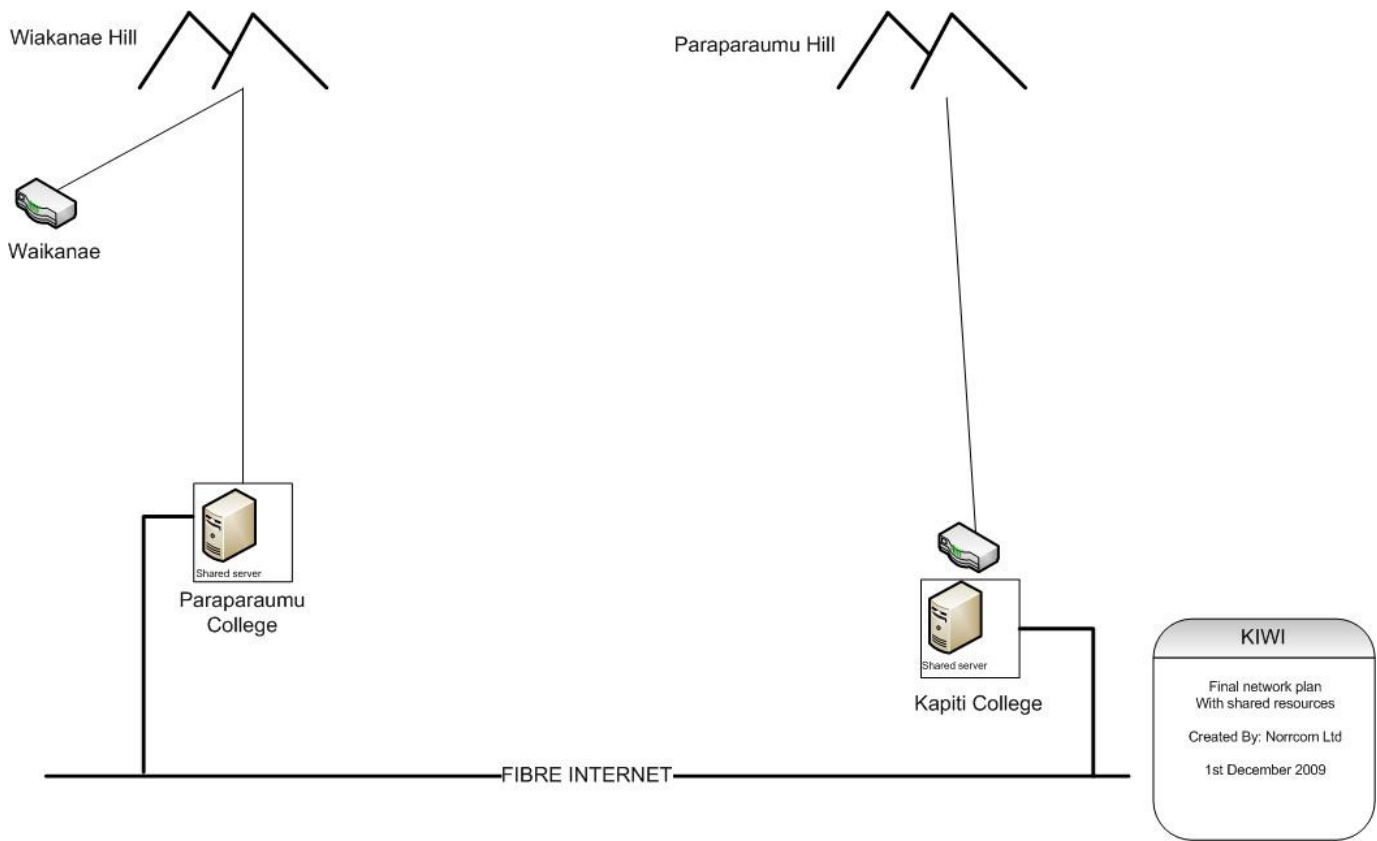 Wiakanae Hill
Paraparaumu Hill
Waikanae
Shared server
Paraparaumu
College
Shared server
Kapiti College
FIBRE INTERNET
KIWI
Final network plan
With shared resources
Created By: Norrcom Ltd
1st December 2009